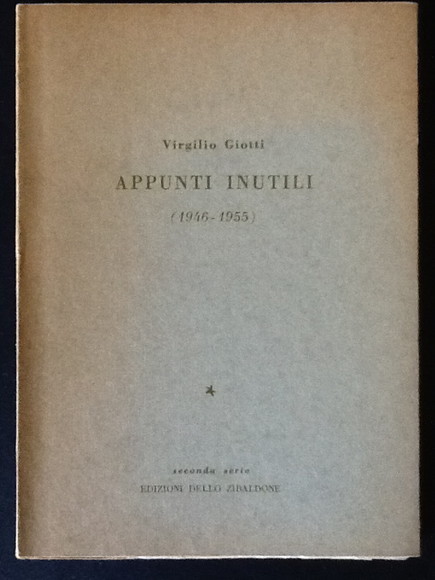 Virgilio Giotti
APPUNTI INUTILI
(1946-1955)
seconda serie
EDIZIONI DELLO ZIBALDONE